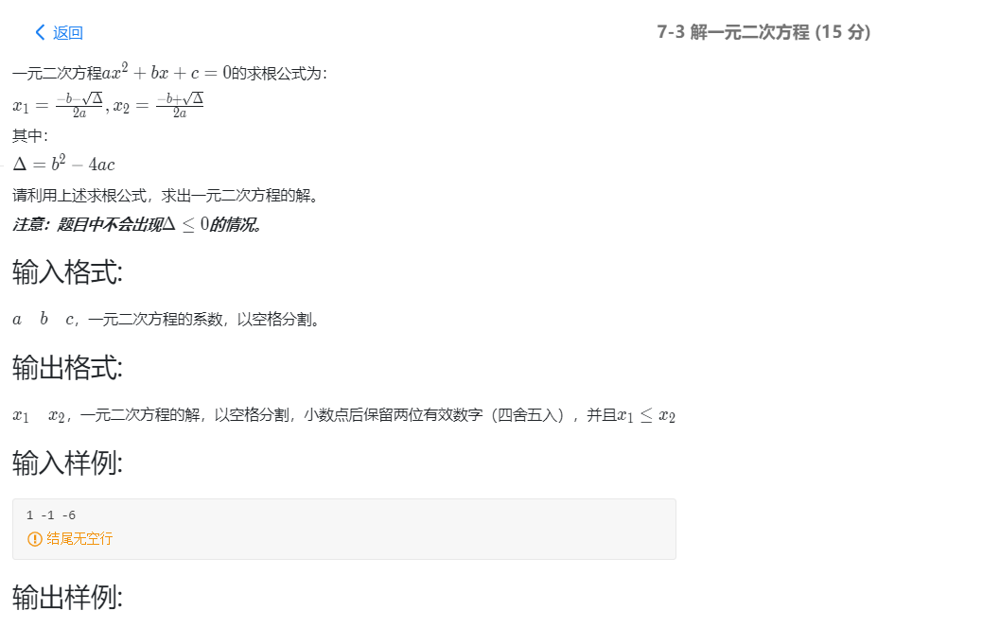 返回
7-3 解一元二次方程 (15 分)
一元二次方程$ax^2 + bx + c = 0$的求根公式为：
$x_1 = \frac{-b-\sqrt{\Delta}}{2a}, x_2 = \frac{-b+\sqrt{\Delta}}{2a}$
其中：
$\Delta = b^2 - 4ac$
请利用上述求根公式，求出一元二次方程的解。
注意：题目中不会出现$\Delta \leq 0$的情况。
输入格式:
$a \quad b \quad c$，一元二次方程的系数，以空格分割。
输出格式:
$x_1 \quad x_2$，一元二次方程的解，以空格分割，小数点后保留两位有效数字（四舍五入），并且$x_1 \leq x_2$
输入样例:
1 -1 -6
结尾无空行
输出样例: